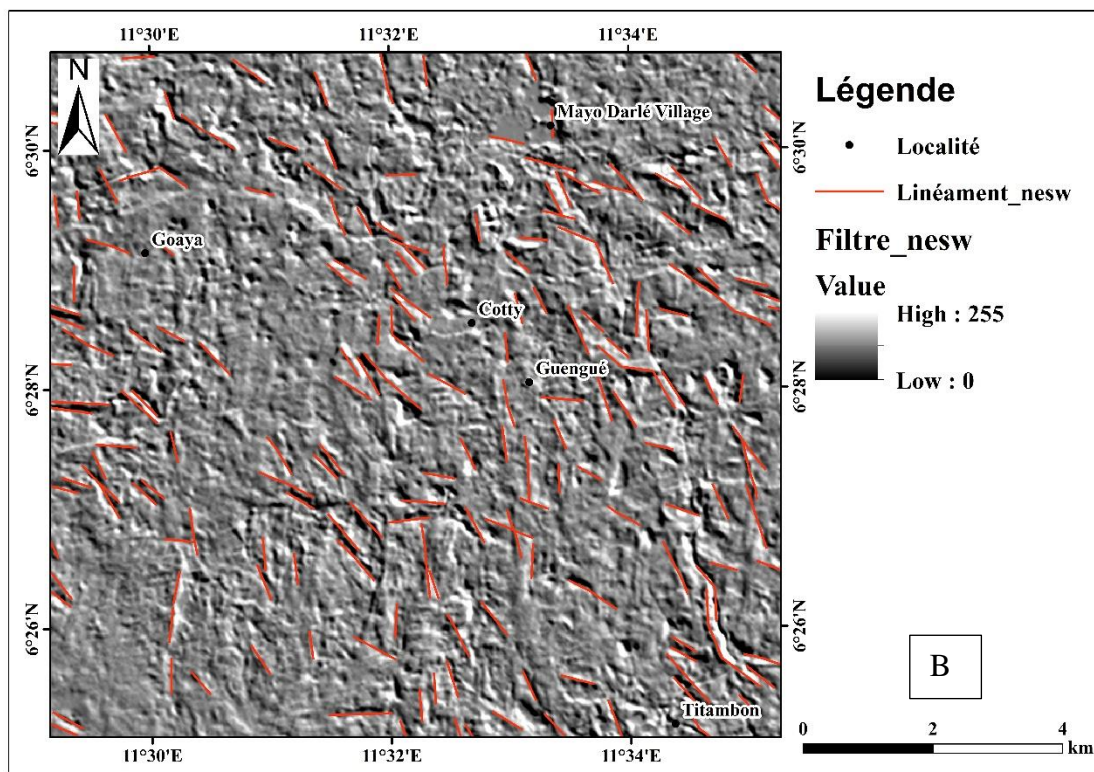 11°30'E 11°32'E 11°34'E
N
Mayo Darlé Village
6°30'N 6°30'N
Goaya
Cotty
Guengué
6°28'N 6°28'N
6°26'N 6°26'N
Titambon
11°30'E 11°32'E 11°34'E
Légende
Localité
Linéament_nesw
Filtre_nesw
Value
High : 255
Low : 0
B
0 2 4
km